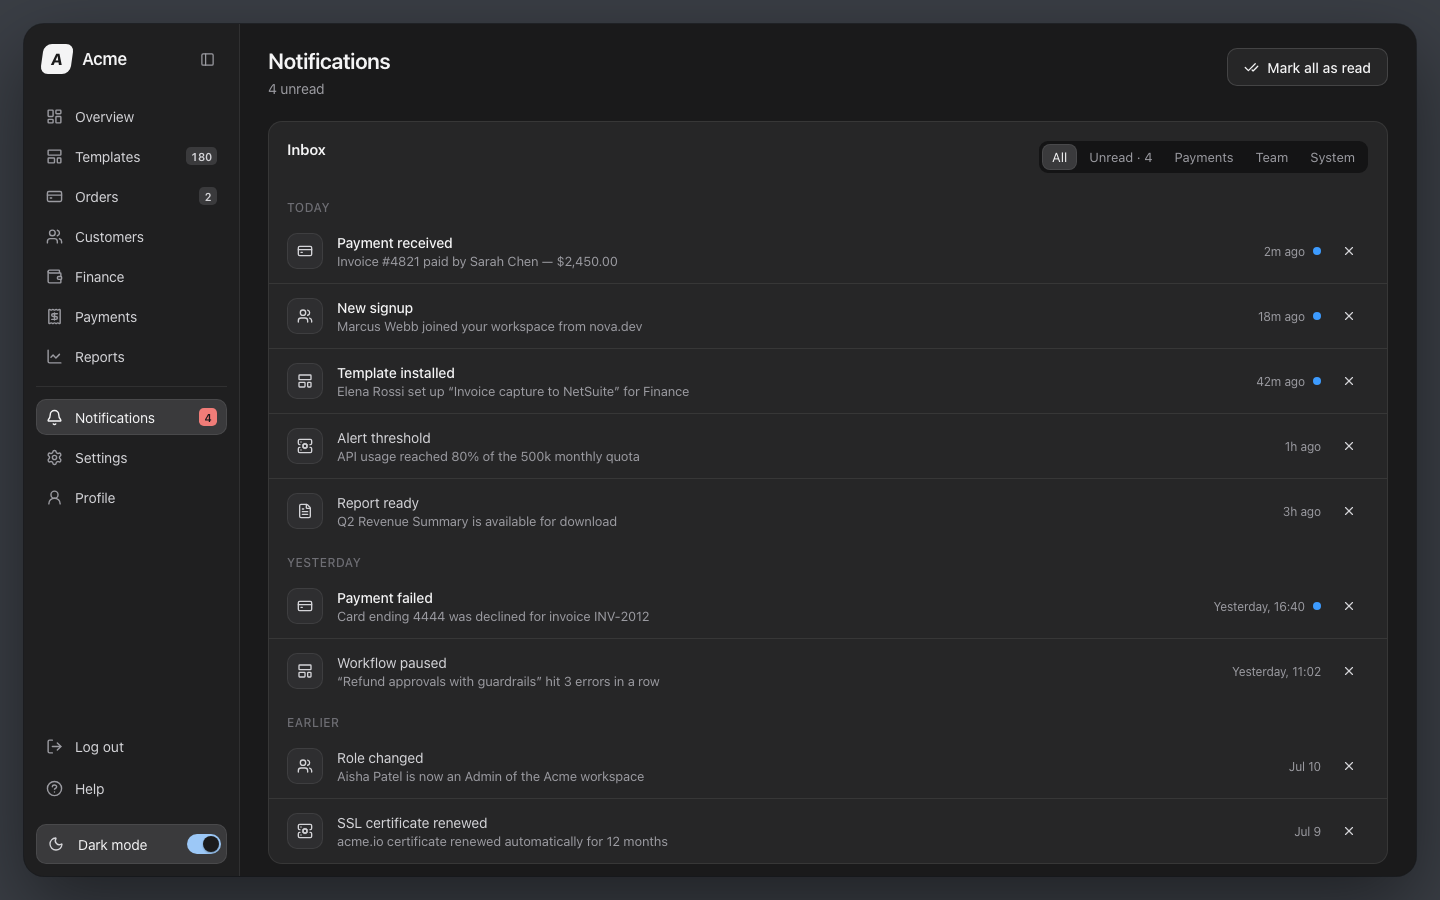 A Acme
Overview
Templates 180
Orders 2
Customers
Finance
Payments
Reports
Notifications 4
Settings
Profile
Log out
Help
Dark mode
Notifications
4 unread
Mark all as read
Inbox
All Unread · 4 Payments Team System
TODAY
Payment received
Invoice #4821 paid by Sarah Chen — $2,450.00
2m ago
New signup
Marcus Webb joined your workspace from nova.dev
18m ago
Template installed
Elena Rossi set up “Invoice capture to NetSuite” for Finance
42m ago
Alert threshold
API usage reached 80% of the 500k monthly quota
1h ago
Report ready
Q2 Revenue Summary is available for download
3h ago
YESTERDAY
Payment failed
Card ending 4444 was declined for invoice INV-2012
Yesterday, 16:40
Workflow paused
“Refund approvals with guardrails” hit 3 errors in a row
Yesterday, 11:02
EARLIER
Role changed
Aisha Patel is now an Admin of the Acme workspace
Jul 10
SSL certificate renewed
acme.io certificate renewed automatically for 12 months
Jul 9